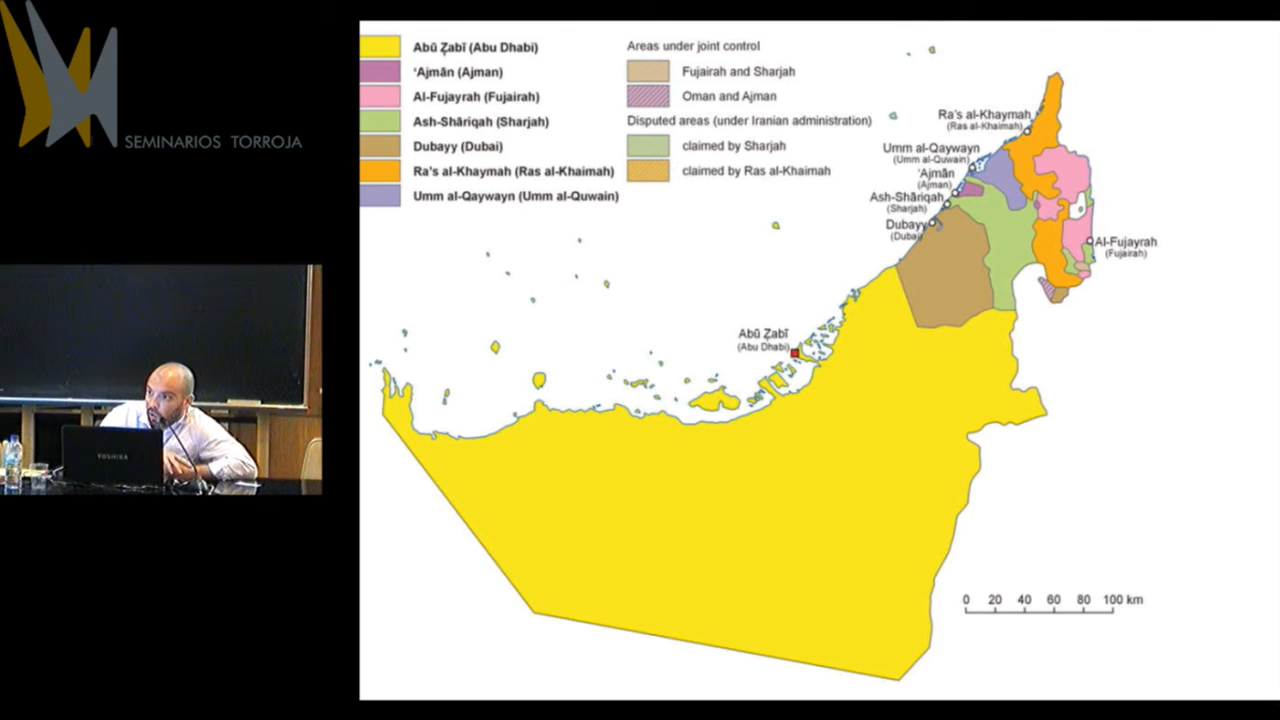 SEMINARIOS TORROJA
Abū Ẓabī (Abu Dhabi)
‘Ajmān (Ajman)
Al-Fujayrah (Fujairah)
Ash-Shāriqah (Sharjah)
Dubayy (Dubai)
Ra's al-Khaymah (Ras al-Khaimah)
Umm al-Qaywayn (Umm al-Quwain)
Areas under joint control
Fujairah and Sharjah
Oman and Ajman
Disputed areas (under Iranian administration)
claimed by Sharjah
claimed by Ras al-Khaimah
Ra's al-Khaymah
(Ras al-Khaimah)
Umm al-Qaywayn
(Umm al-Quwain)
‘Ajmān
(Ajman)
Ash-Shāriqah
(Sharjah)
Dubayy
(Dubai)
Al-Fujayrah
(Fujairah)
Abū Ẓabī
(Abu Dhabi)
TOSHIBA
0 20 40 60 80 100 km